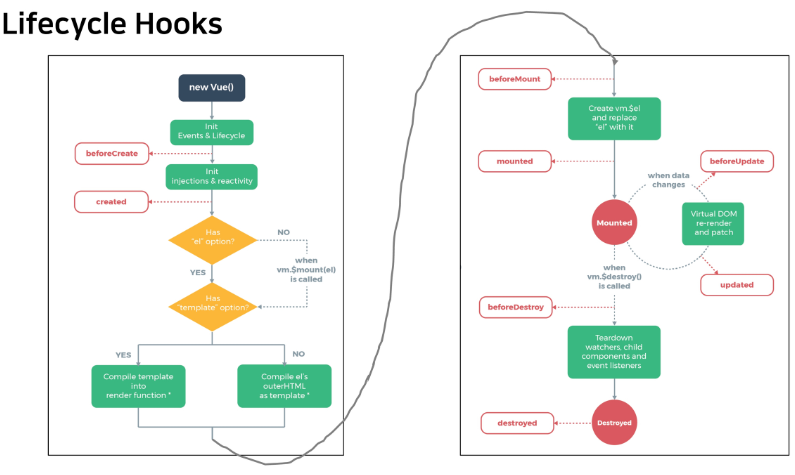 Lifecycle Hooks
new Vue()
Init
Events & Lifecycle
beforeCreate
Init
injections & reactivity
created
Has
"el" option?
NO
when
vm.$mount(el)
is called
YES
Has
"template" option?
YES
NO
Compile template
into
render function *
Compile el's
outerHTML
as template *
beforeMount
Create vm.$el
and replace
"el" with it
mounted
beforeUpdate
when data
changes
Mounted
Virtual DOM
re-render
and patch
when
vm.$destroy()
is called
updated
beforeDestroy
Teardown
watchers, child
components and
event listeners
destroyed
Destroyed